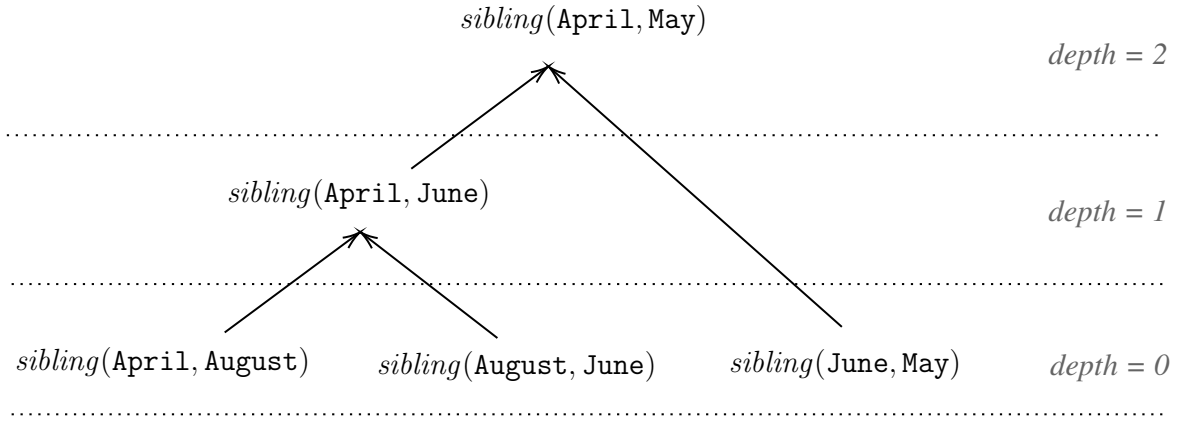 sibling(April, May)
depth = 2
sibling(April, June)
depth = 1
sibling(April, August) sibling(August, June) sibling(June, May) depth = 0